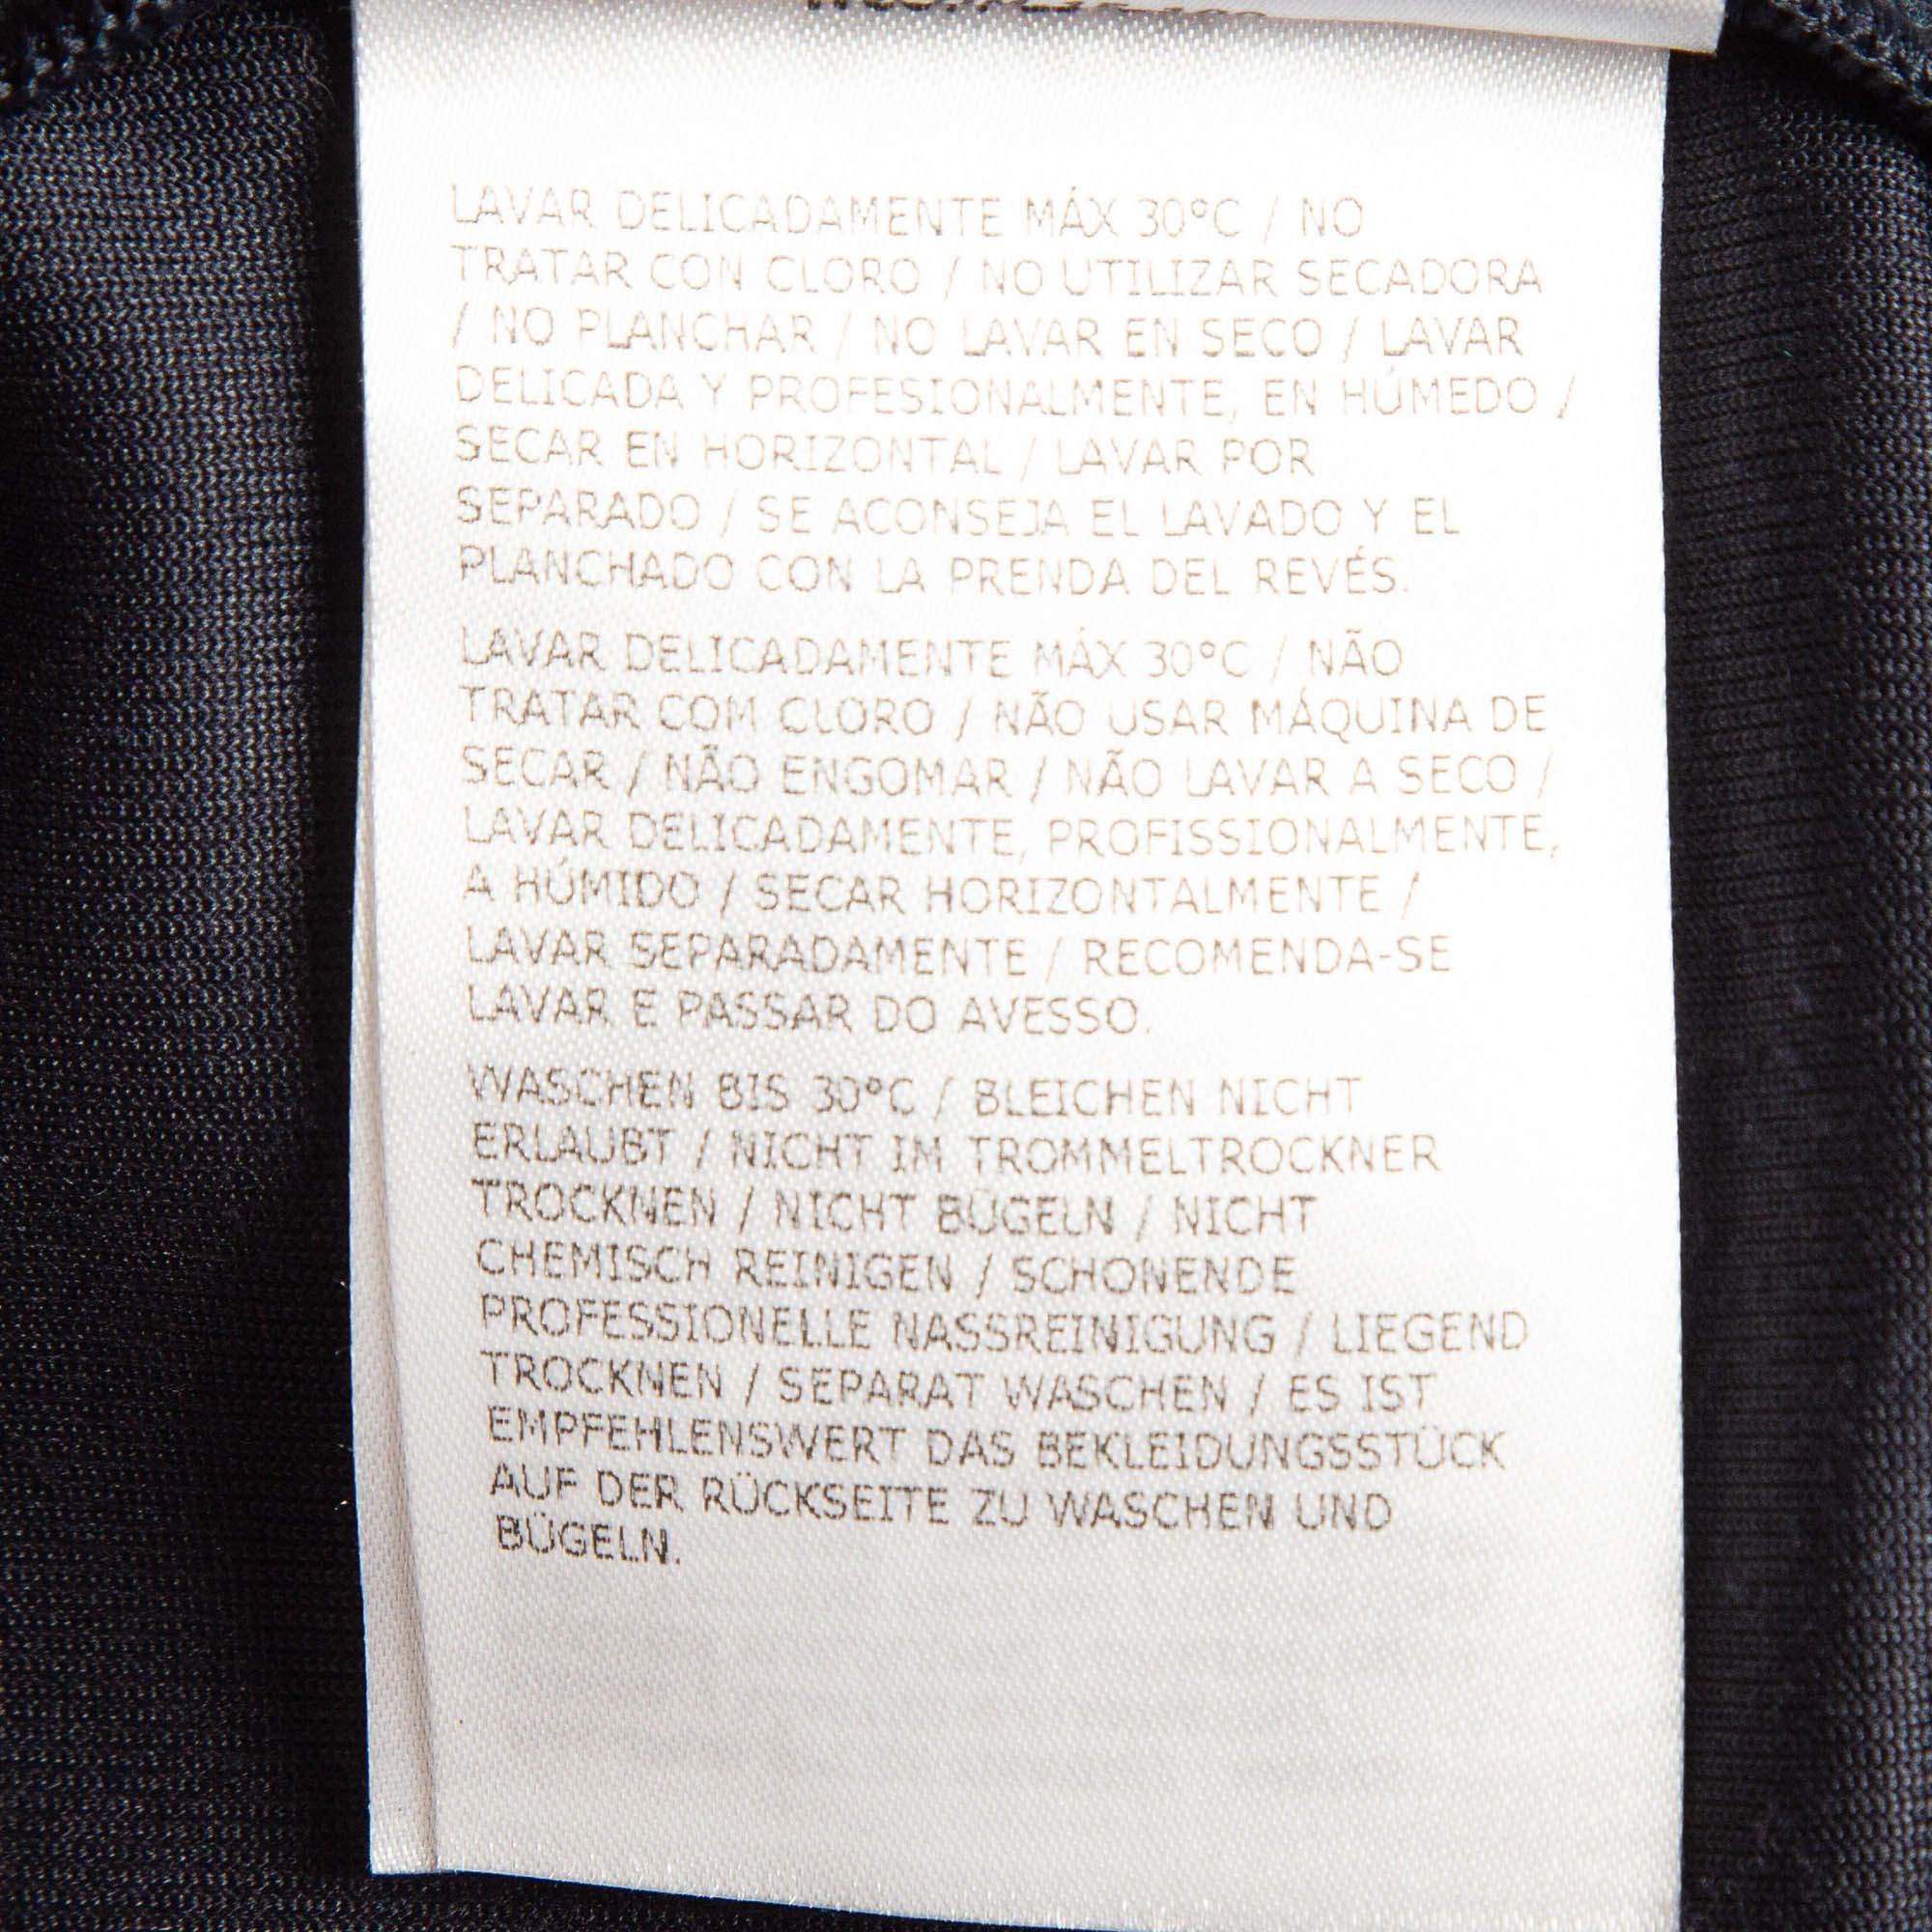 LAVAR DELICADAMENTE MÁX 30ºC / NO
TRATAR CON CLORO / NO UTILIZAR SECADORA
/ NO PLANCHAR / NO LAVAR EN SECO / LAVAR
DELICADA Y PROFESIONALMENTE, EN HÚMEDO /
SECAR EN HORIZONTAL / LAVAR POR
SEPARADO / SE ACONSEJA EL LAVADO Y EL
PLANCHADO CON LA PRENDA DEL REVÉS.
LAVAR DELICADAMENTE MÁX 30ºC / NÃO
TRATAR COM CLORO / NÃO USAR MÁQUINA DE
SECAR / NÃO ENGOMAR / NÃO LAVAR A SECO /
LAVAR DELICADAMENTE, PROFISSIONALMENTE,
A HÚMIDO / SECAR HORIZONTALMENTE /
LAVAR SEPARADAMENTE / RECOMENDA-SE
LAVAR E PASSAR DO AVESSO.
WASCHEN BIS 30ºC / BLEICHEN NICHT
ERLAUBT / NICHT IM TROMMELTROCKNER
TROCKNEN / NICHT BÜGELN / NICHT
CHEMISCH REINIGEN / SCHONENDE
PROFESSIONELLE NASSREINIGUNG / LIEGEND
TROCKNEN / SEPARAT WASCHEN / ES IST
EMPFEHLENSWERT DAS BEKLEIDUNGSSTÜCK
AUF DER RÜCKSEITE ZU WASCHEN UND
BÜGELN.